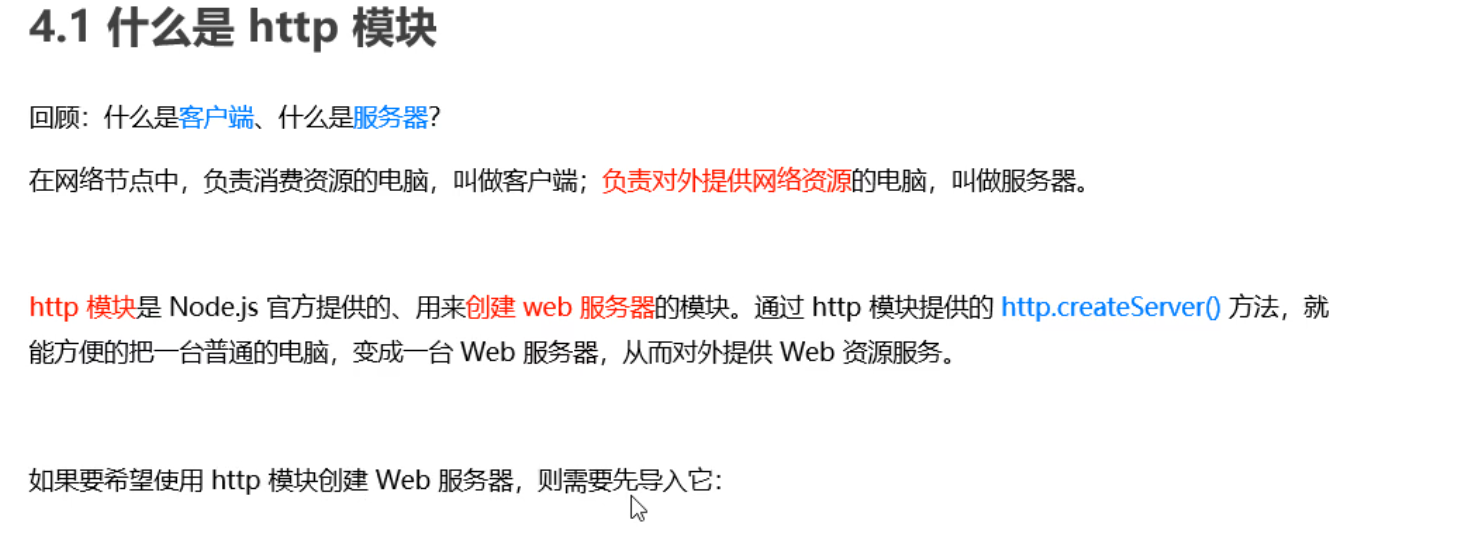 4.1 什么是 http 模块
回顾：什么是客户端、什么是服务器？
在网络节点中，负责消费资源的电脑，叫做客户端；负责对外提供网络资源的电脑，叫做服务器。
http 模块是 Node.js 官方提供的、用来创建 web 服务器的模块。通过 http 模块提供的 http.createServer() 方法，就
能方便的把一台普通的电脑，变成一台 Web 服务器，从而对外提供 Web 资源服务。
如果要希望使用 http 模块创建 Web 服务器，则需要先导入它：